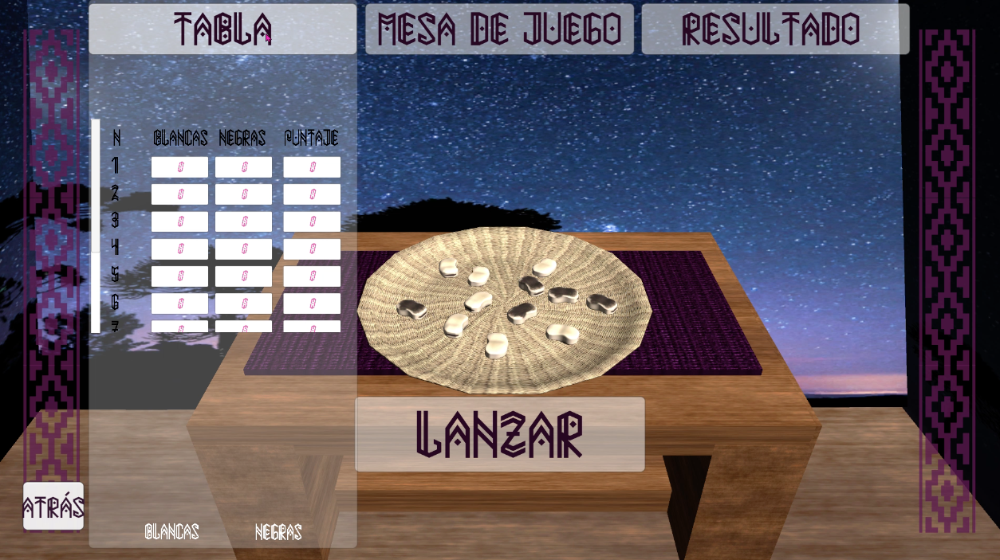 TABLA
MESA DE JUEGO
RESULTADO
N BLANCAS NEGRAS PUNTAJE
1 0 0 0
2 0 0 0
3 0 0 0
4 0 0 0
5 0 0 0
6 0 0 0
7 0 0 0
LANZAR
ATRÁS
BLANCAS NEGRAS